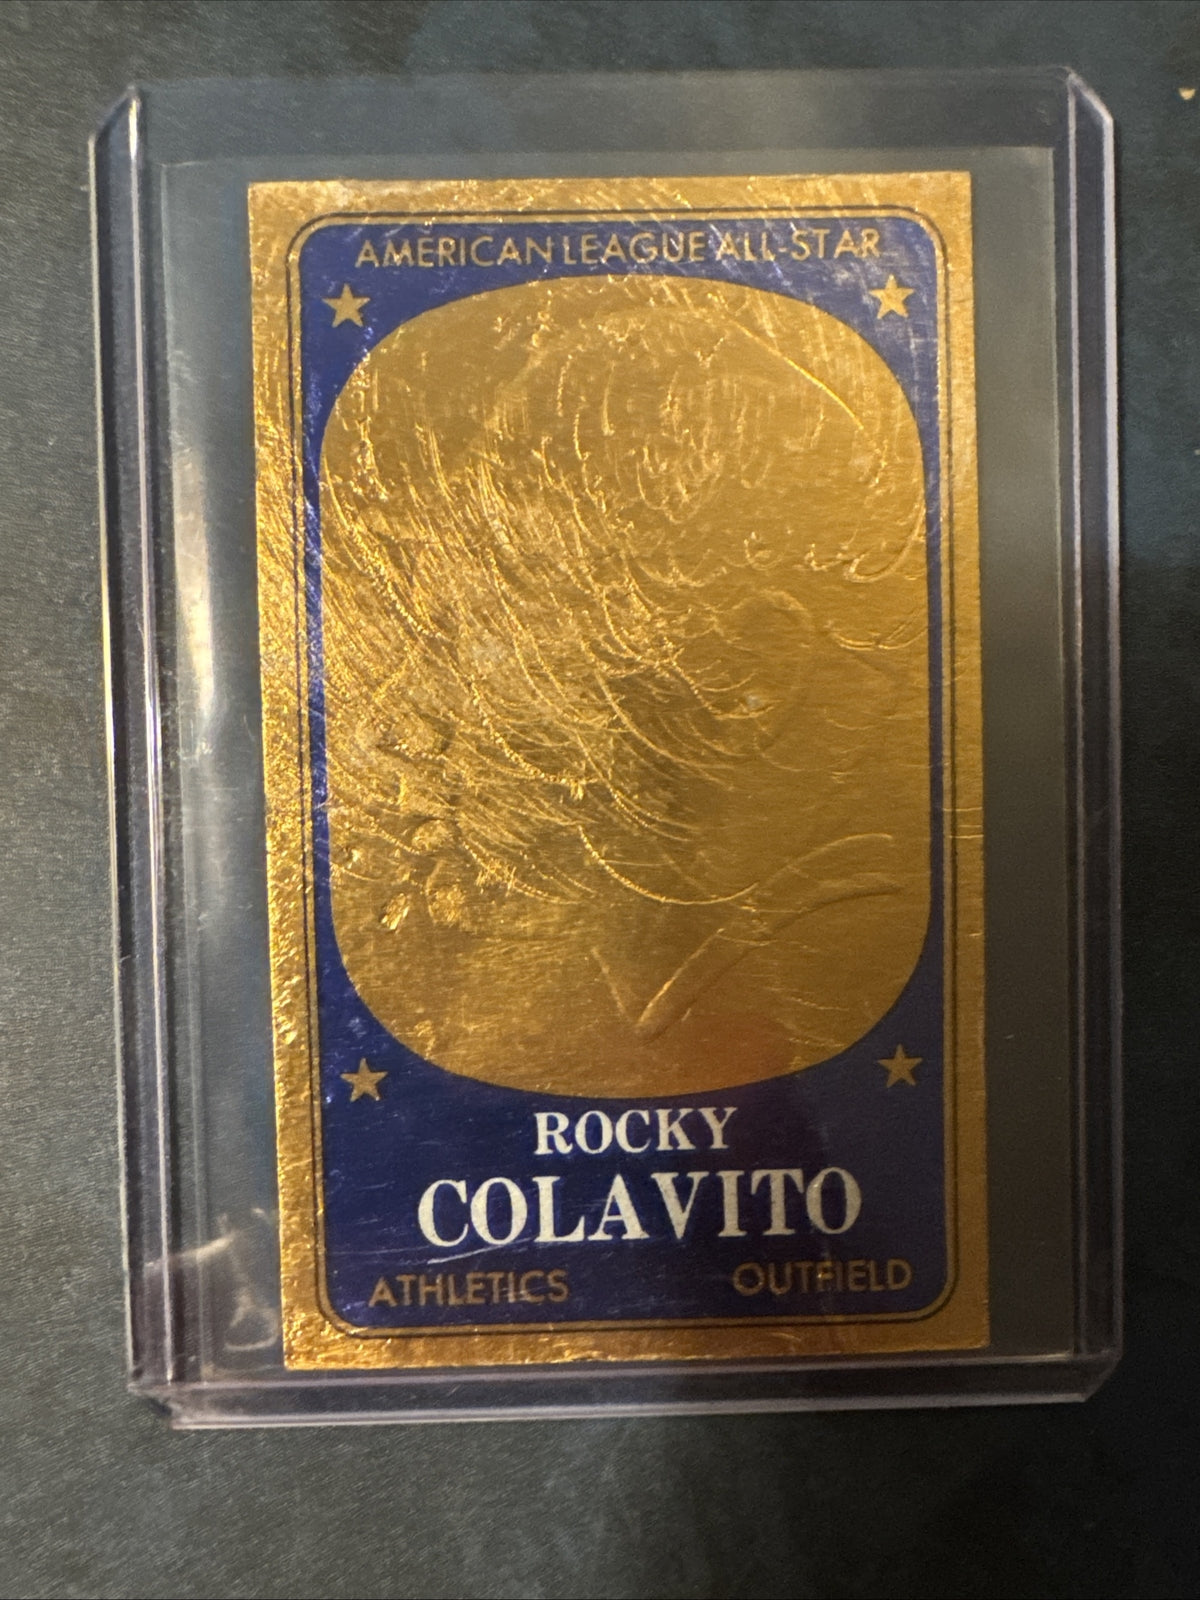 AMERICAN LEAGUE ALL-STAR
ROCKY
COLAVITO
ATHLETICS OUTFIELD